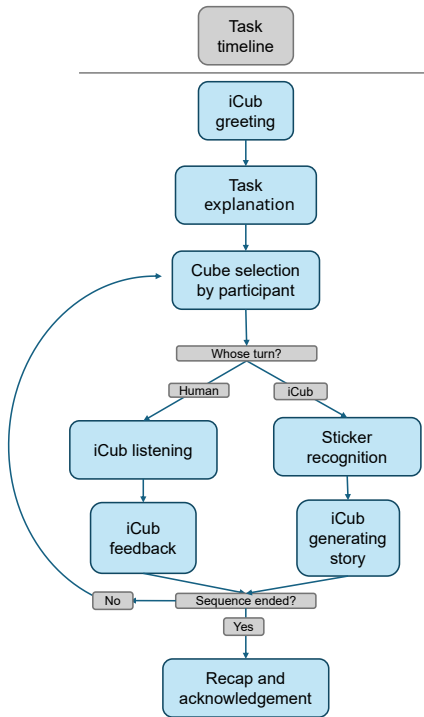 Task
timeline
iCub
greeting
Task
explanation
Cube selection
by participant
Whose turn?
Human
iCub
iCub listening
Sticker
recognition
iCub
feedback
iCub
generating
story
No
Sequence ended?
Yes
Recap and
acknowledgement